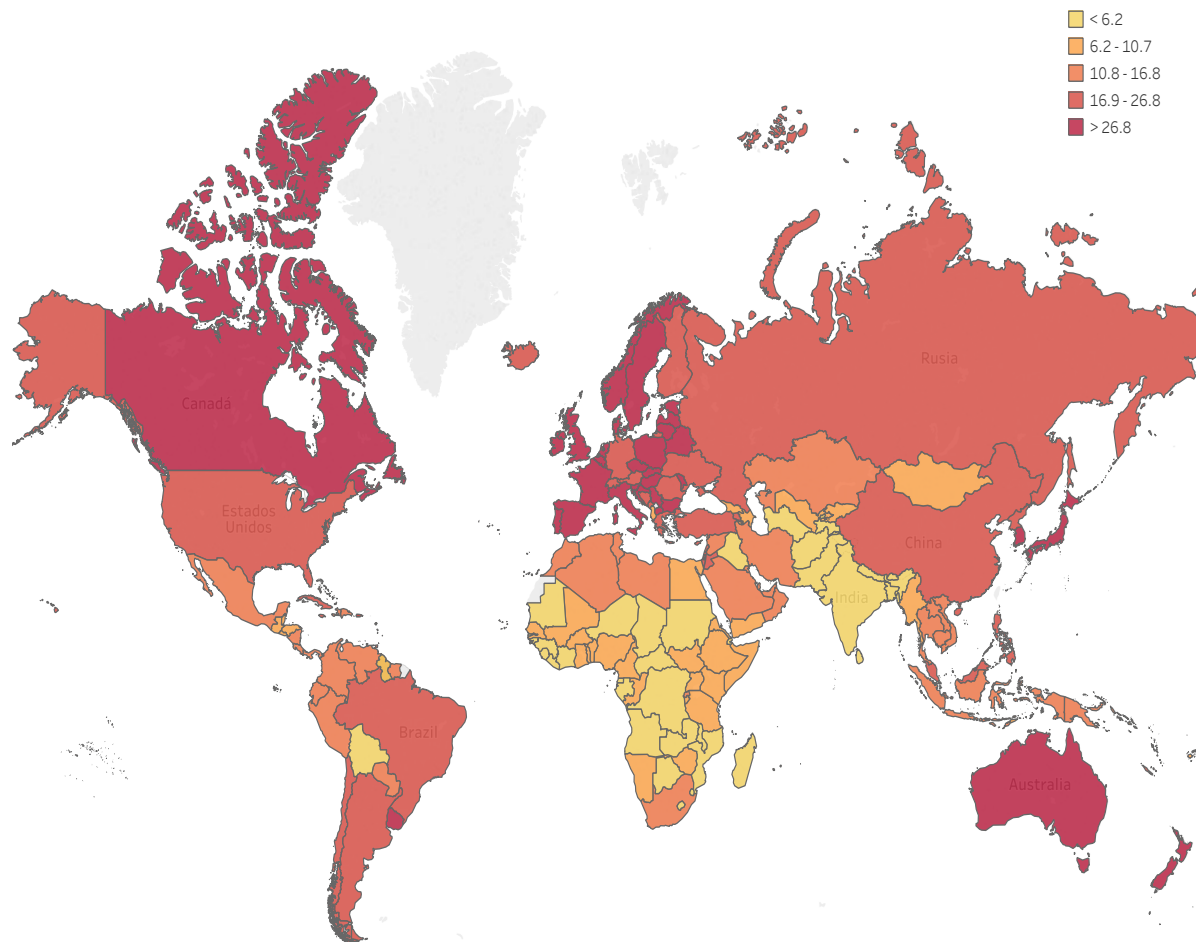 < 6.2
6.2 - 10.7
10.8 - 16.8
16.9 - 26.8
> 26.8
Rusia
Canadá
Estados
Unidos
China
India
Brazil
Australia